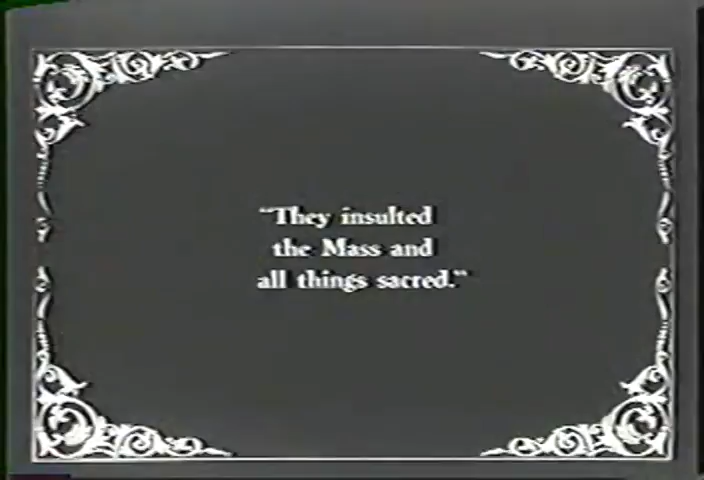 “They insulted
the Mass and
all things sacred.”